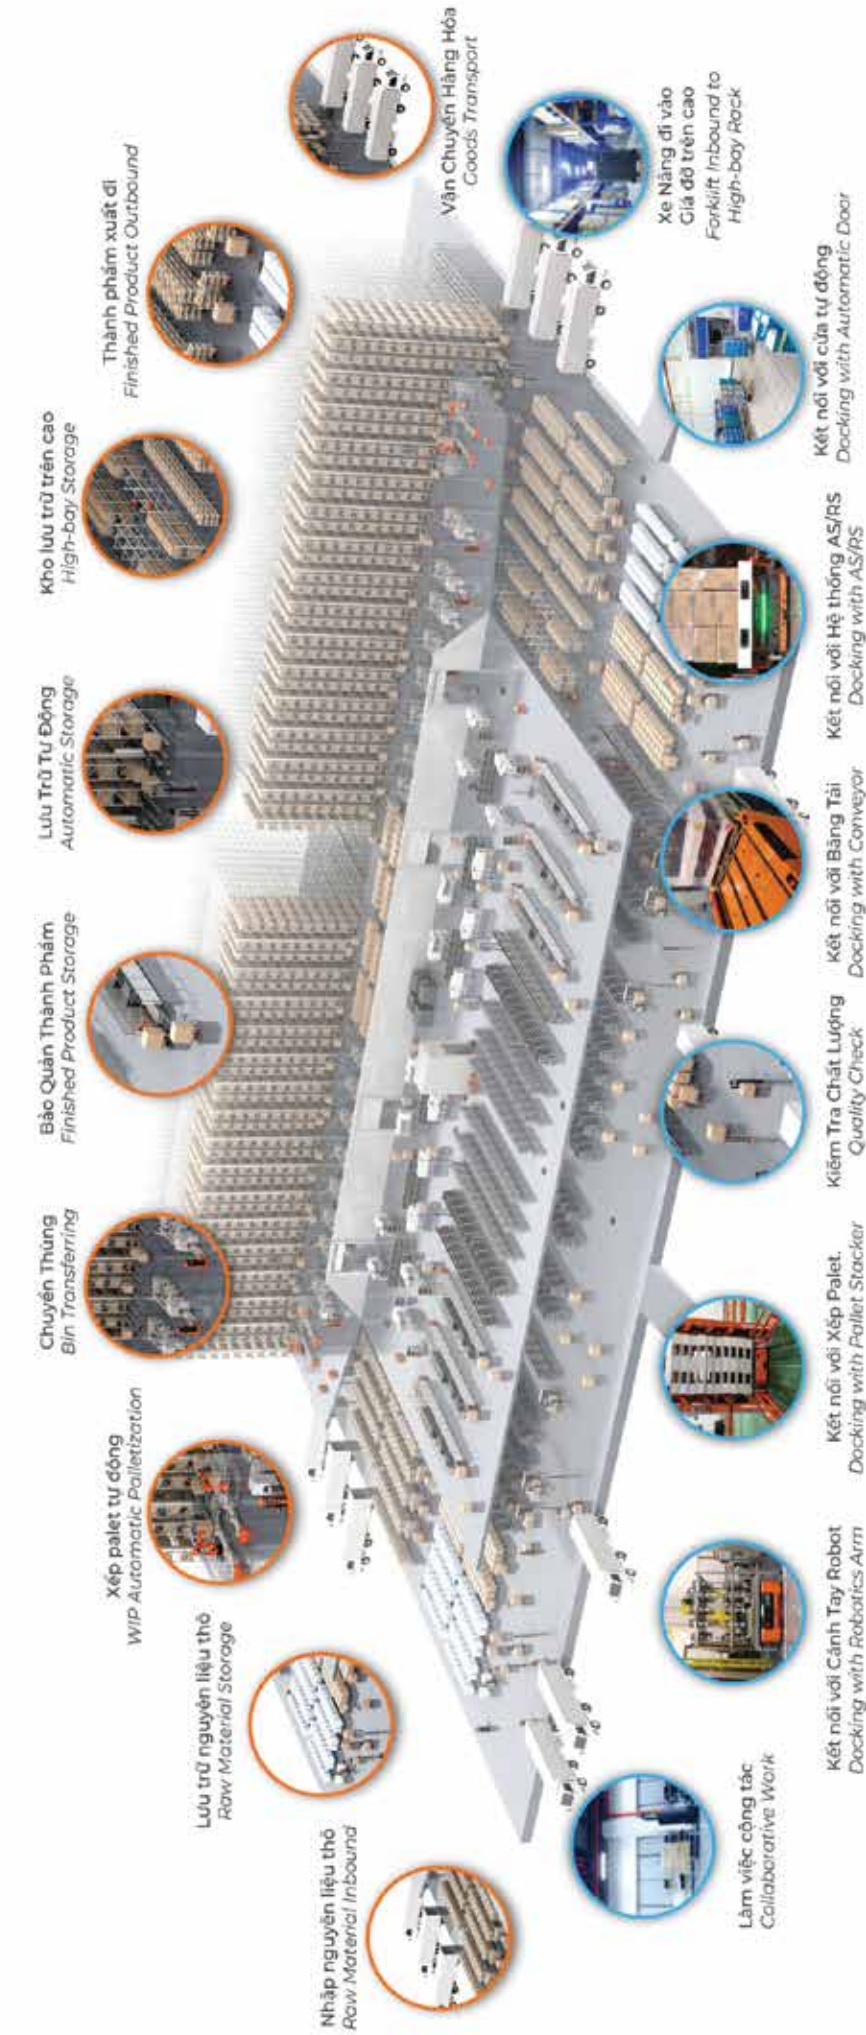 Nhập nguyên liệu thô
Raw Material Inbound
Lưu trữ nguyên liệu thô
Raw Material Storage
Xếp palet tự động
WIP Automatic Palletization
Chuyển Thùng
Bin Transferring
Bảo Quản Thành Phẩm
Finished Product Storage
Lưu Trữ Tự Động
Automatic Storage
Kho lưu trữ trên cao
High-bay Storage
Thành phẩm xuất đi
Finished Product Outbound
Vận Chuyển Hàng Hóa
Goods Transport
Làm việc cộng tác
Collaborative Work
Kết nối với Cánh Tay Robot
Docking with Robotics Arm
Kết nối với Xếp Palet.
Docking with Pallet Stacker
Kiểm Tra Chất Lượng
Quality Check
Kết nối với Băng Tải
Docking with Conveyor
Kết nối với Hệ thống AS/RS
Docking with AS/RS
Kết nối với cửa tự động
Docking with Automatic Door
Xe Nâng đi vào
Giá đỡ trên cao
Forklift Inbound to
High-bay Rack